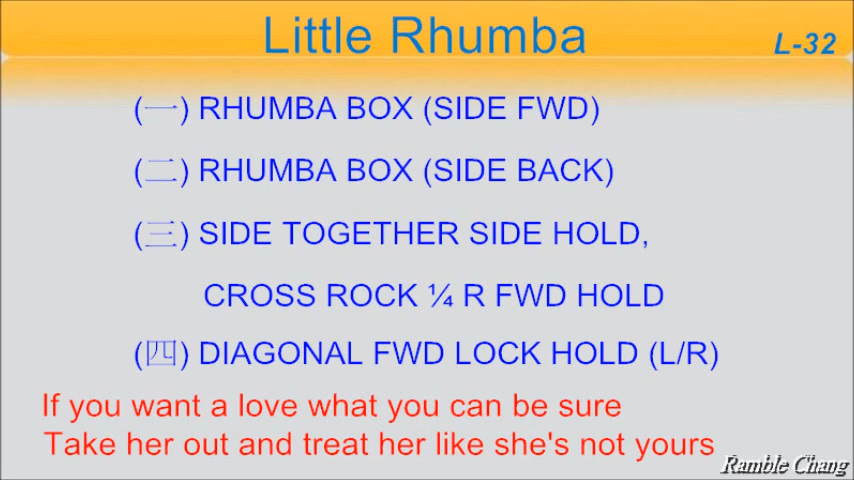 Little Rhumba
L-32
(一) RHUMBA BOX (SIDE FWD)
(二) RHUMBA BOX (SIDE BACK)
(三) SIDE TOGETHER SIDE HOLD,
CROSS ROCK ¼ R FWD HOLD
(四) DIAGONAL FWD LOCK HOLD (L/R)
If you want a love what you can be sure
Take her out and treat her like she's not yours
Ramble Chang